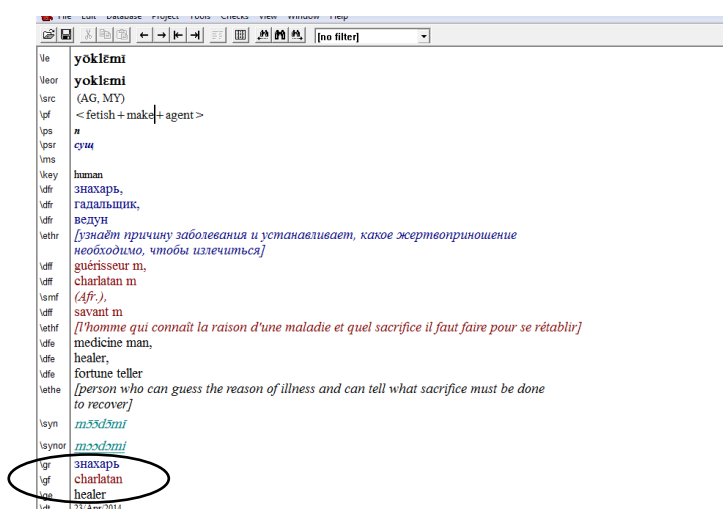 File Edit Database Project Tools Checks View Window Help
[no filter]
\le yöklɛ̄mī
\leor yoklɛmi
\src (AG, MY)
\pf <fetish+make+agent>
\ps n
\psr сущ
\ms
\key human
\dfr знахарь,
\dfr гадальщик,
\dfr ведун
\ethr [узнаёт причину заболевания и устанавливает, какое жертвоприношение
необходимо, чтобы излечиться]
\dff guérisseur m,
\dff charlatan m
\smf (Afr.),
\dff savant m
\ethf [l'homme qui connaît la raison d'une maladie et quel sacrifice il faut faire pour se rétablir]
\dfe medicine man,
\dfe healer,
\dfe fortune teller
\ethe [person who can guess the reason of illness and can tell what sacrifice must be done
to recover]
\syn
\synor mɔɔdɔmi
\gr знахарь
\gf charlatan
\ge healer
\dt 23/Apr/2014